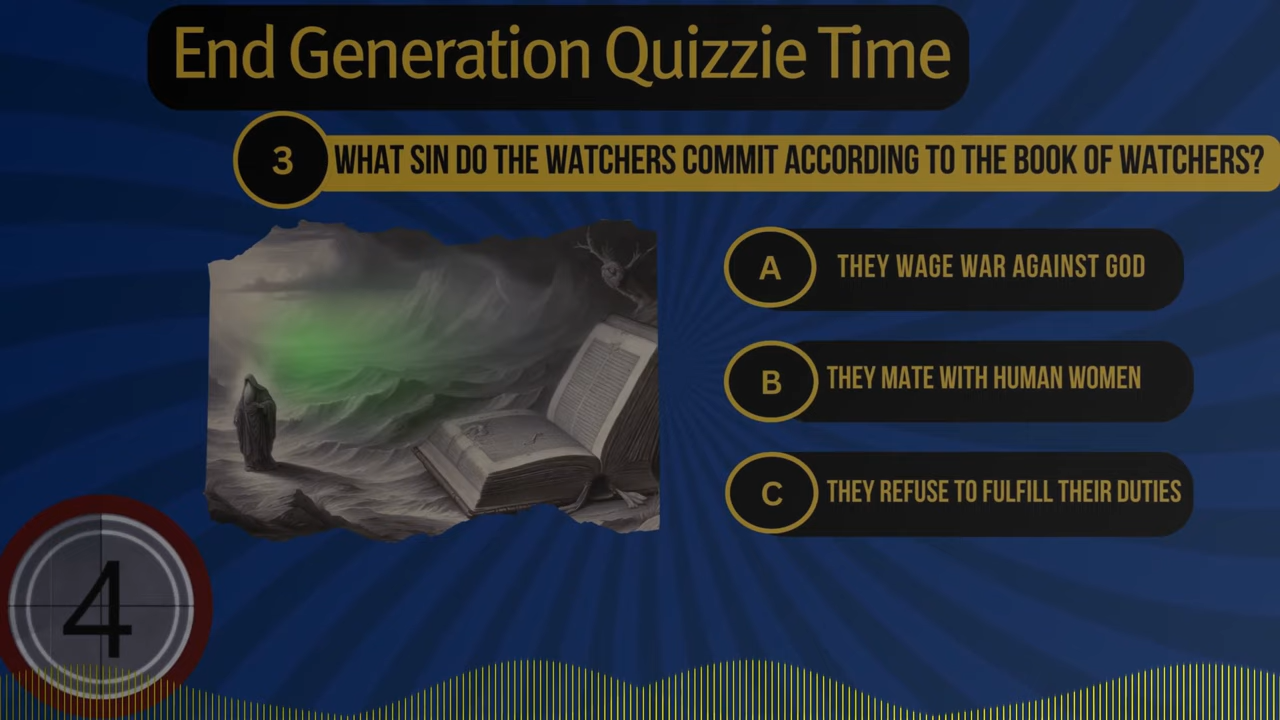 End Generation Quizzie Time
3
WHAT SIN DO THE WATCHERS COMMIT ACCORDING TO THE BOOK OF WATCHERS?
A
THEY WAGE WAR AGAINST GOD
B
THEY MATE WITH HUMAN WOMEN
C
THEY REFUSE TO FULFILL THEIR DUTIES
4